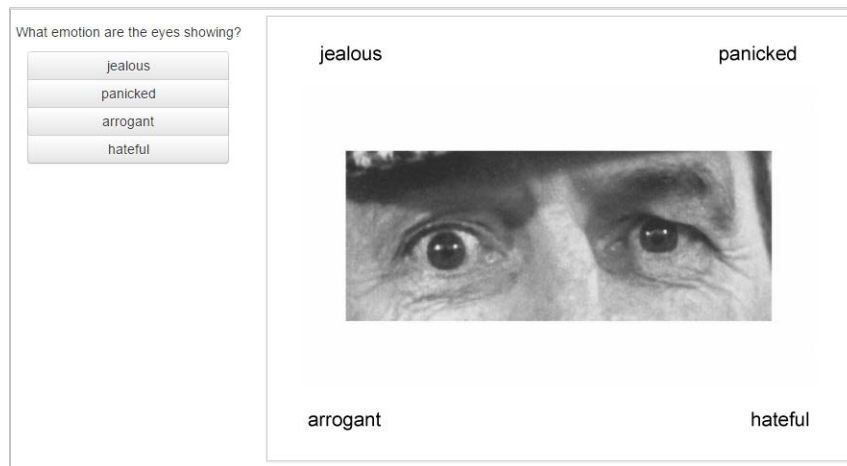 What emotion are the eyes showing?
jealous
panicked
arrogant
hateful
jealous panicked
arrogant hateful